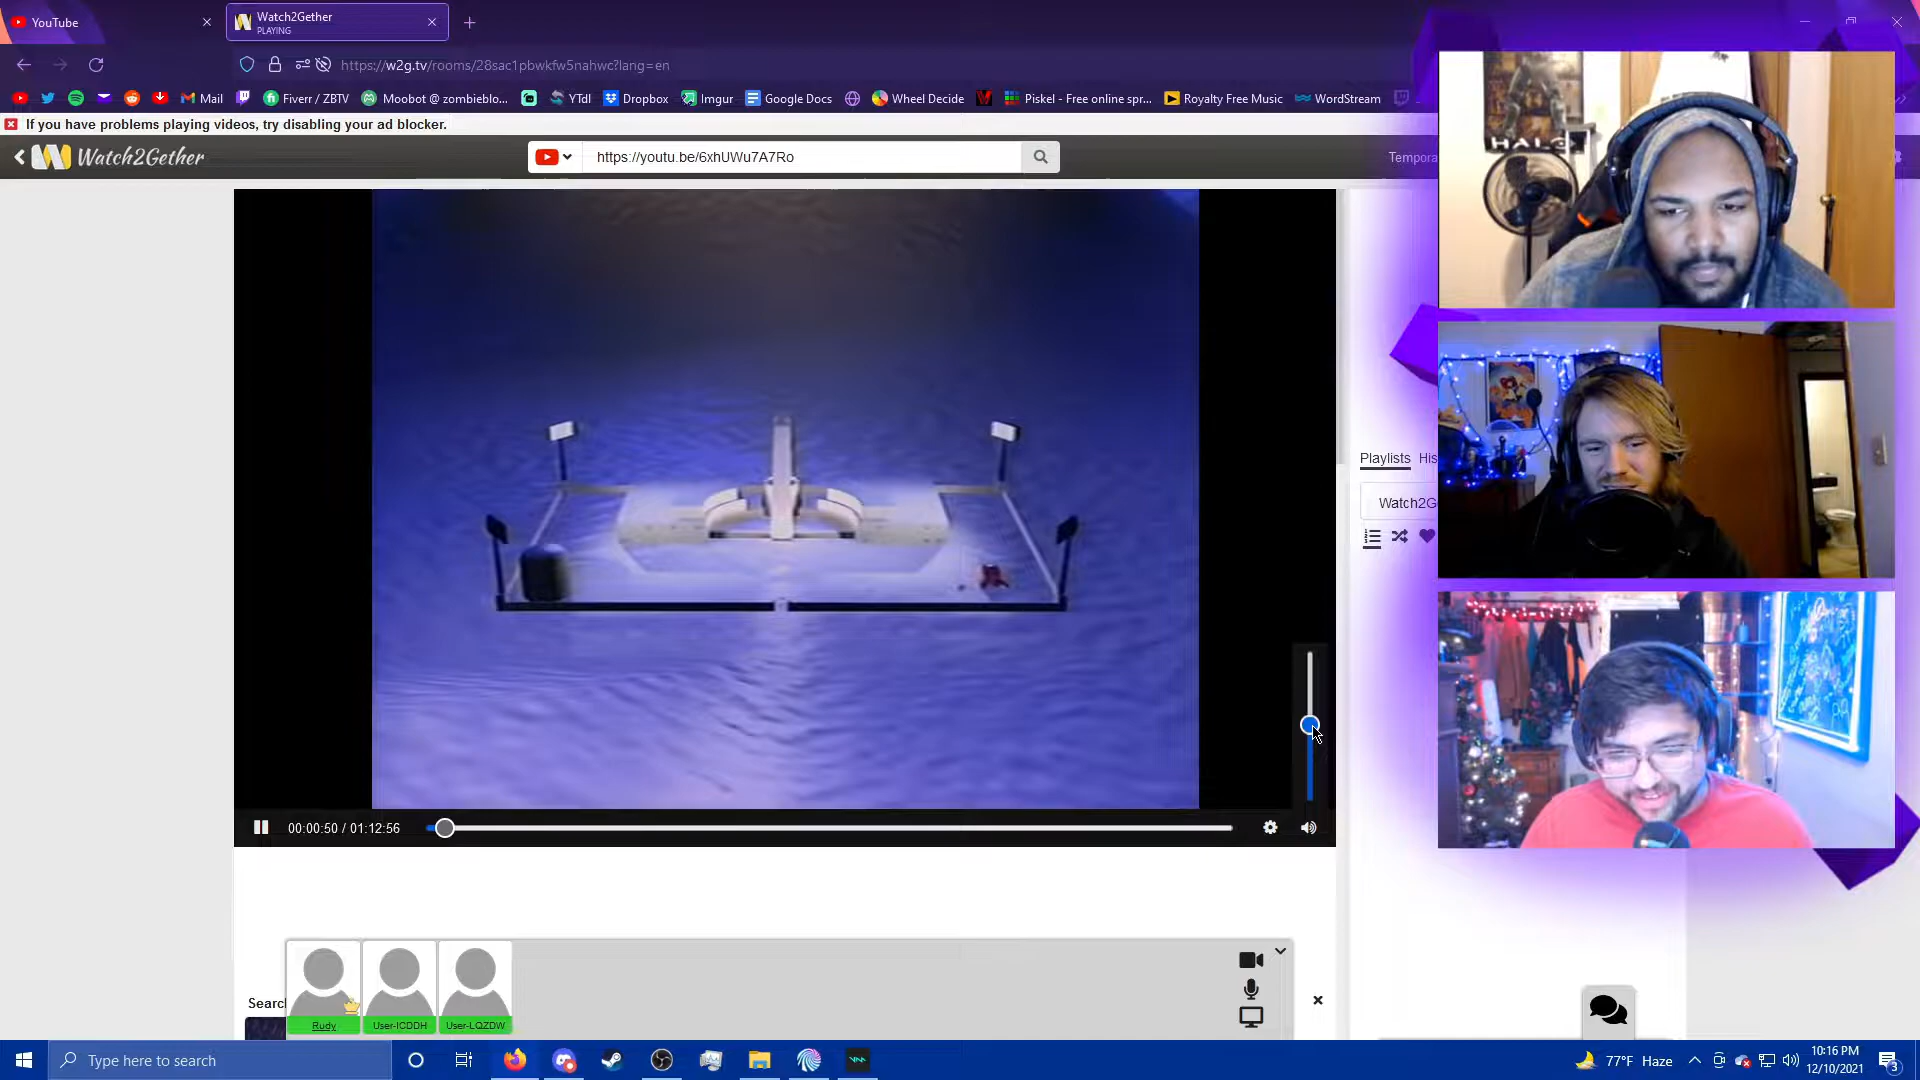 YouTube
Watch2Gether
PLAYING
https://w2g.tv/rooms/28sac1pbwkfw5nahwc?lang=en
Mail
Fiverr / ZBTV
Moobot @ zombieblo...
YTdl
Dropbox
Imgur
Google Docs
Wheel Decide
Piskel - Free online spr...
Royalty Free Music
WordStream
If you have problems playing videos, try disabling your ad blocker.
Watch2Gether
https://youtu.be/6xhUWu7A7Ro
Tempora
HALO
Playlists His
Watch2G
00:00:50 / 01:12:56
Searc
Rudy
User-ICDDH
User-LQZDW
Type here to search
77°F Haze
10:16 PM
12/10/2021
3